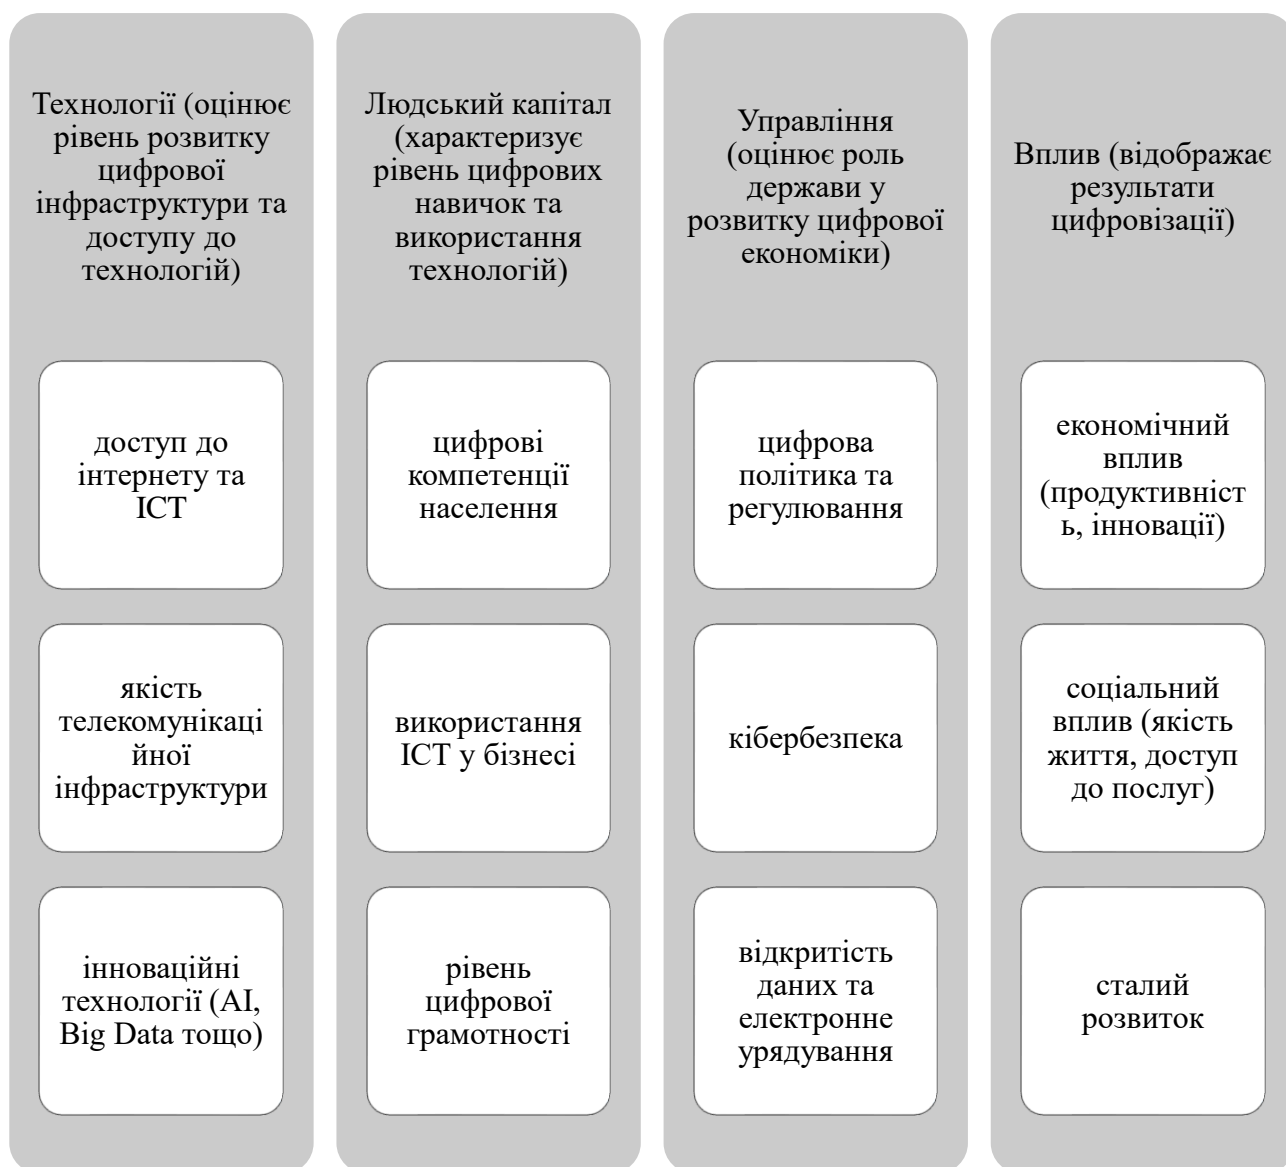 Технології (оцінює
рівень розвитку
цифрової
інфраструктури та
доступу до
технологій)
доступ до
інтернету та
ІСТ
якість
телекомунікаці
йної
інфраструктури
інноваційні
технології (AI,
Big Data тощо)
Людський капітал
(характеризує
рівень цифрових
навичок та
використання
технологій)
цифрові
компетенції
населення
використання
ІСТ у бізнесі
рівень
цифрової
грамотності
Управління
(оцінює роль
держави у
розвитку цифрової
економіки)
цифрова
політика та
регулювання
кібербезпека
відкритість
даних та
електронне
урядування
Вплив (відображає
результати
цифровізації)
економічний
вплив
(продуктивніст
ь, інновації)
соціальний
вплив (якість
життя, доступ
до послуг)
сталий
розвиток